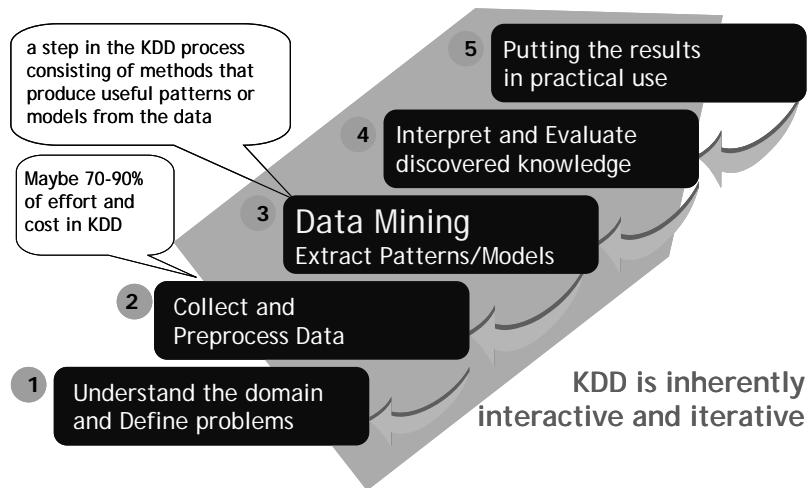 a step in the KDD process
consisting of methods that
produce useful patterns or
models from the data
Maybe 70-90%
of effort and
cost in KDD
5
Putting the results
in practical use
4
Interpret and Evaluate
discovered knowledge
3
Data Mining
Extract Patterns/Models
2
Collect and
Preprocess Data
1
Understand the domain
and Define problems
KDD is inherently
interactive and iterative